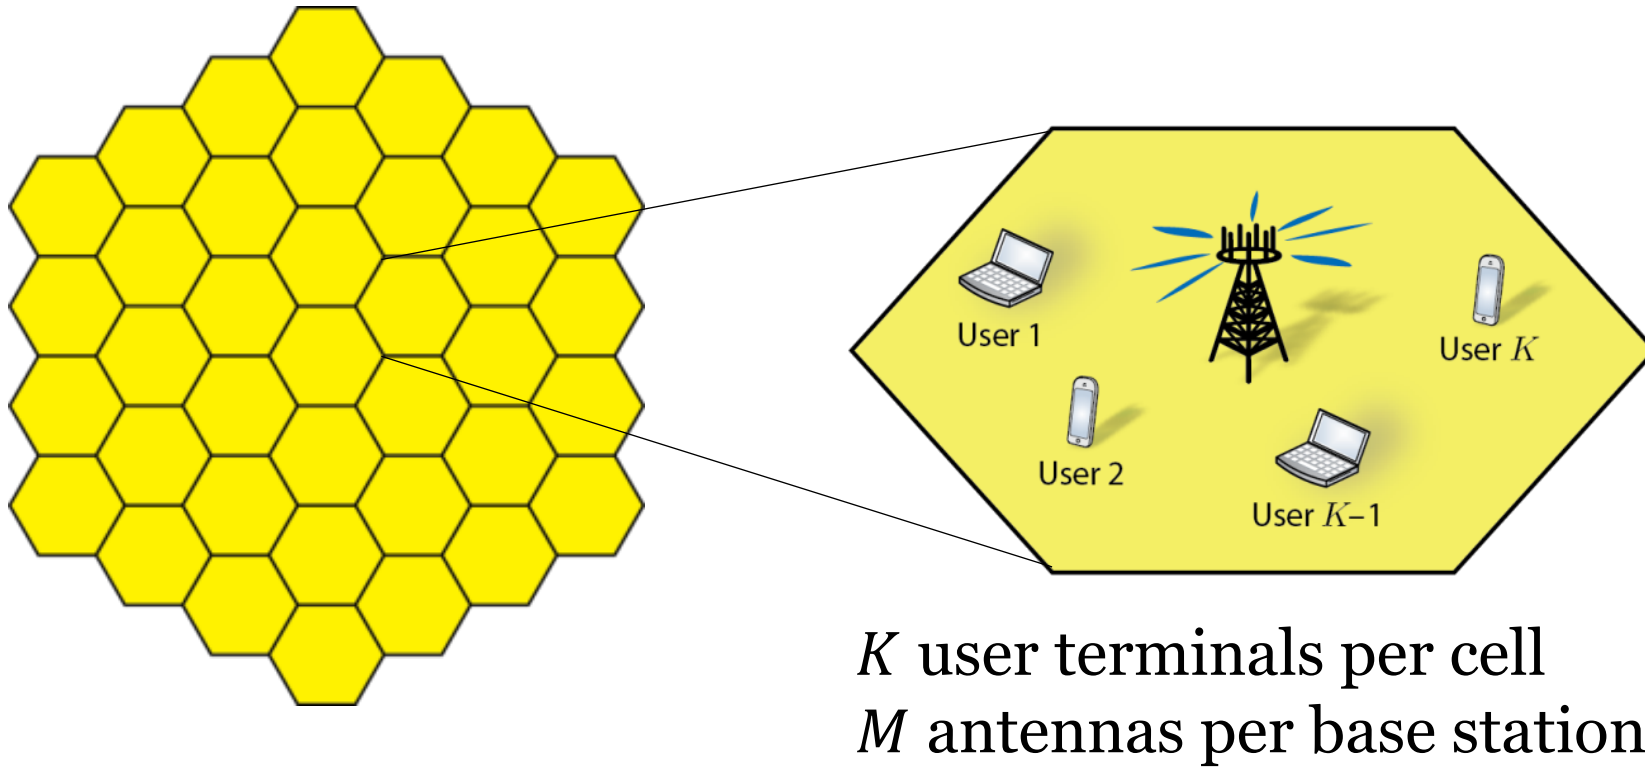 User 1
User K
User 2
User K–1
K user terminals per cell
M antennas per base station